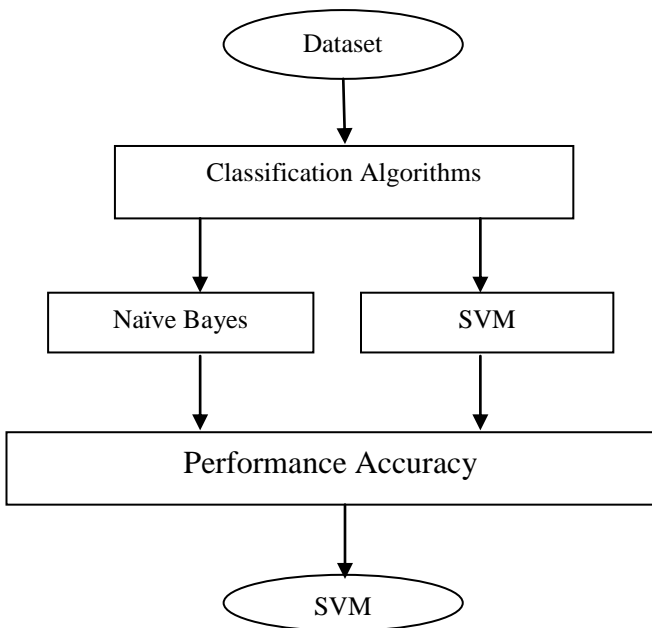 Dataset
Classification Algorithms
Naïve Bayes
SVM
Performance Accuracy
SVM